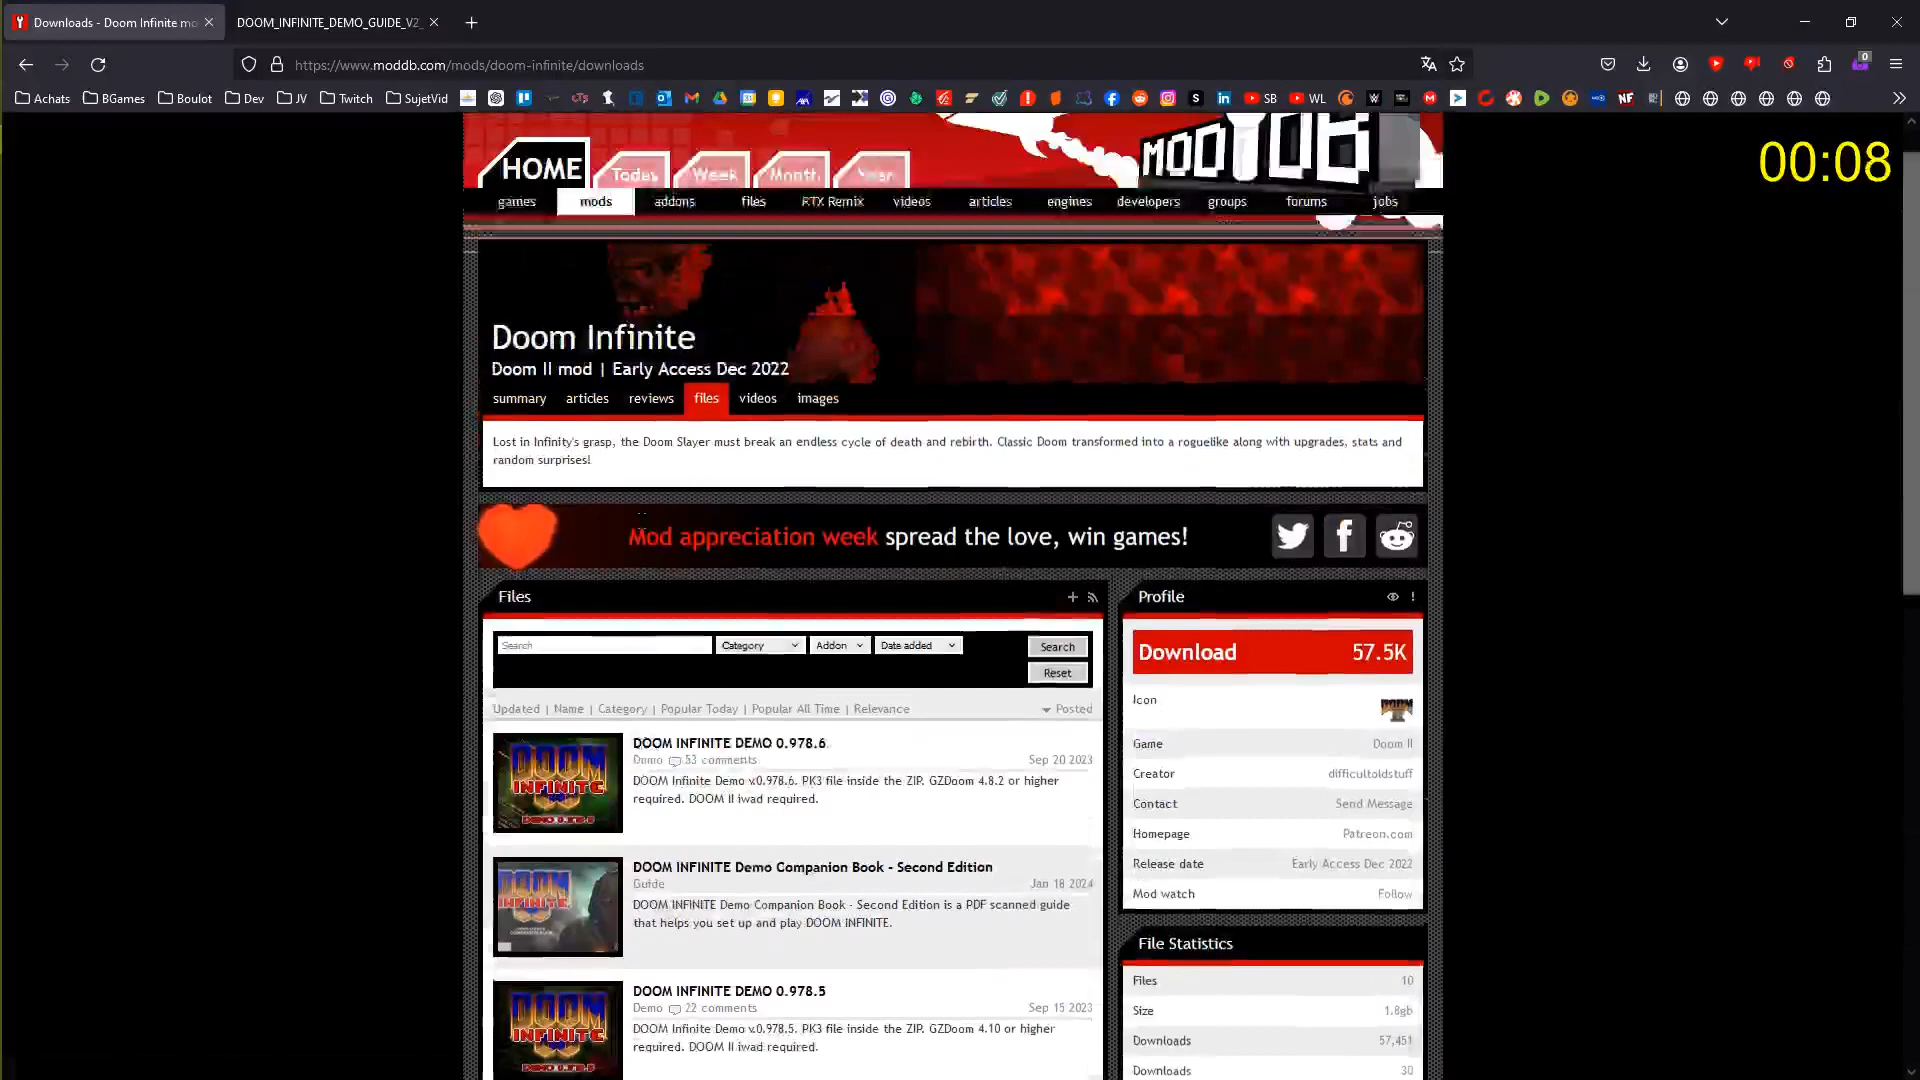 Downloads - Doom Infinite mo
DOOM_INFINITE_DEMO_GUIDE_V2
https://www.moddb.com/mods/doom-infinite/downloads
0
Achats
BGames
Boulot
Dev
JV
Twitch
SujetVid
SB
WL
00:08
HOME
Today
Week
Month
Year
MOD DB
games
mods
addons
files
RTX Remix
videos
articles
engines
developers
groups
forums
jobs
Doom Infinite
Doom II mod | Early Access Dec 2022
summary
articles
reviews
files
videos
images
Lost in Infinity's grasp, the Doom Slayer must break an endless cycle of death and rebirth. Classic Doom transformed into a roguelike along with upgrades, stats and
random surprises!
Mod appreciation week spread the love, win games!
Files
Search
Category
Addon
Date added
Search
Reset
Updated | Name | Category | Popular Today | Popular All Time | Relevance
Posted
DOOM INFINITE DEMO 0.978.6
Demo 53 comments
Sep 20 2023
DOOM Infinite Demo v.0.978.6. PK3 file inside the ZIP. GZDoom 4.8.2 or higher
required. DOOM II iwad required.
DOOM INFINITE
DOOM INFINITE Demo Companion Book - Second Edition
Guide
Jan 18 2024
DOOM INFINITE Demo Companion Book - Second Edition is a PDF scanned guide
that helps you set up and play DOOM INFINITE.
DOOM INFINITE
DOOM INFINITE DEMO 0.978.5
Demo 22 comments
Sep 15 2023
DOOM Infinite Demo v.0.978.5. PK3 file inside the ZIP. GZDoom 4.10 or higher
required. DOOM II iwad required.
DOOM INFINITE
Profile
Download 57.5K
Icon
Game Doom II
Creator difficultoldstuff
Contact Send Message
Homepage Patreon.com
Release date Early Access Dec 2022
Mod watch Follow
File Statistics
Files 10
Size 1.8gb
Downloads 57,451
Downloads 30